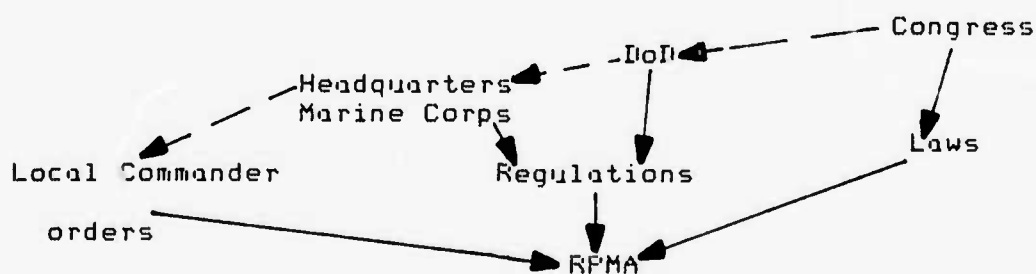 Congress
DoD
Headquarters
Marine Corps
Laws
Local Commander
Regulations
orders
RPMA